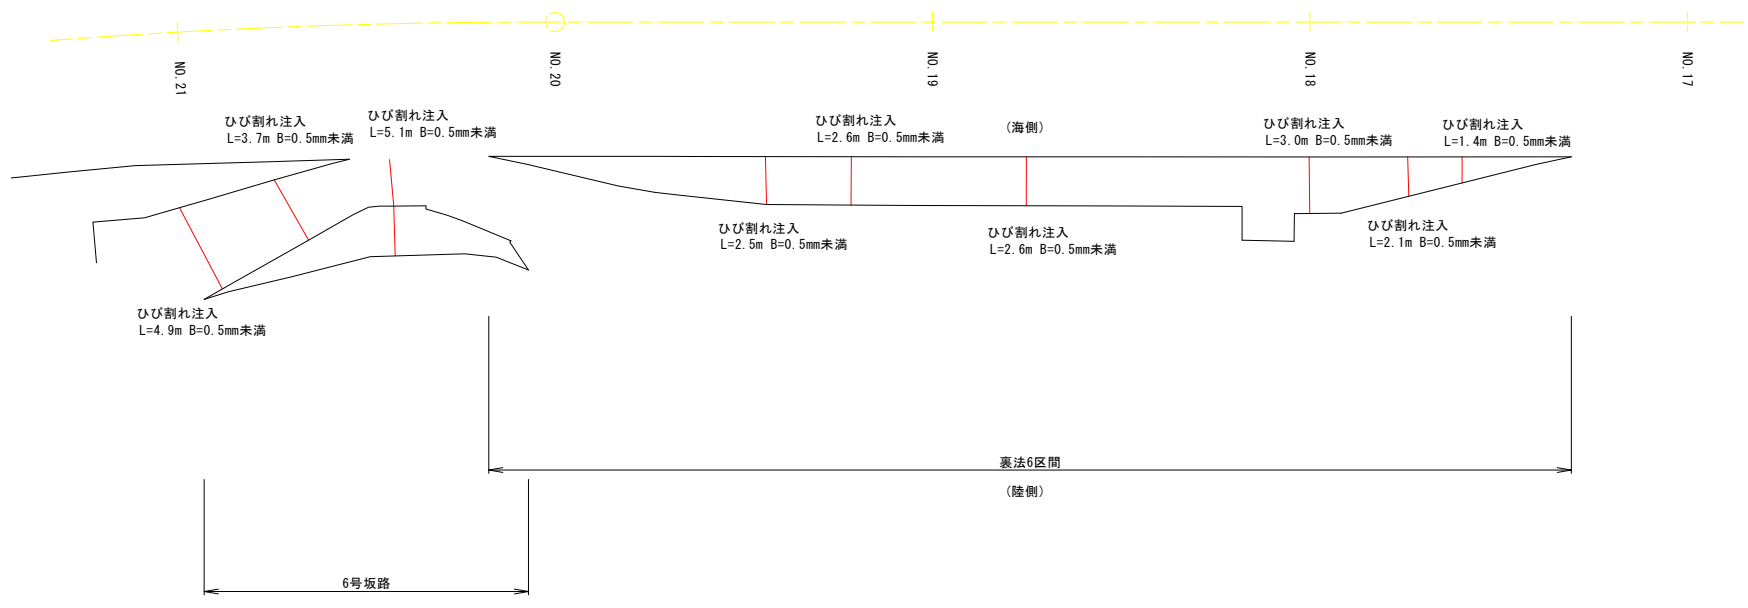 NO.21
NO.20
NO.19
NO.18
NO.17
ひび割れ注入
L=3.7m B=0.5mm未満
ひび割れ注入
L=5.1m B=0.5mm未満
ひび割れ注入
L=2.6m B=0.5mm未満
(海側)
ひび割れ注入
L=3.0m B=0.5mm未満
ひび割れ注入
L=1.4m B=0.5mm未満
ひび割れ注入
L=2.5m B=0.5mm未満
ひび割れ注入
L=2.6m B=0.5mm未満
ひび割れ注入
L=2.1m B=0.5mm未満
ひび割れ注入
L=4.9m B=0.5mm未満
裏法6区間
(陸側)
6号坂路